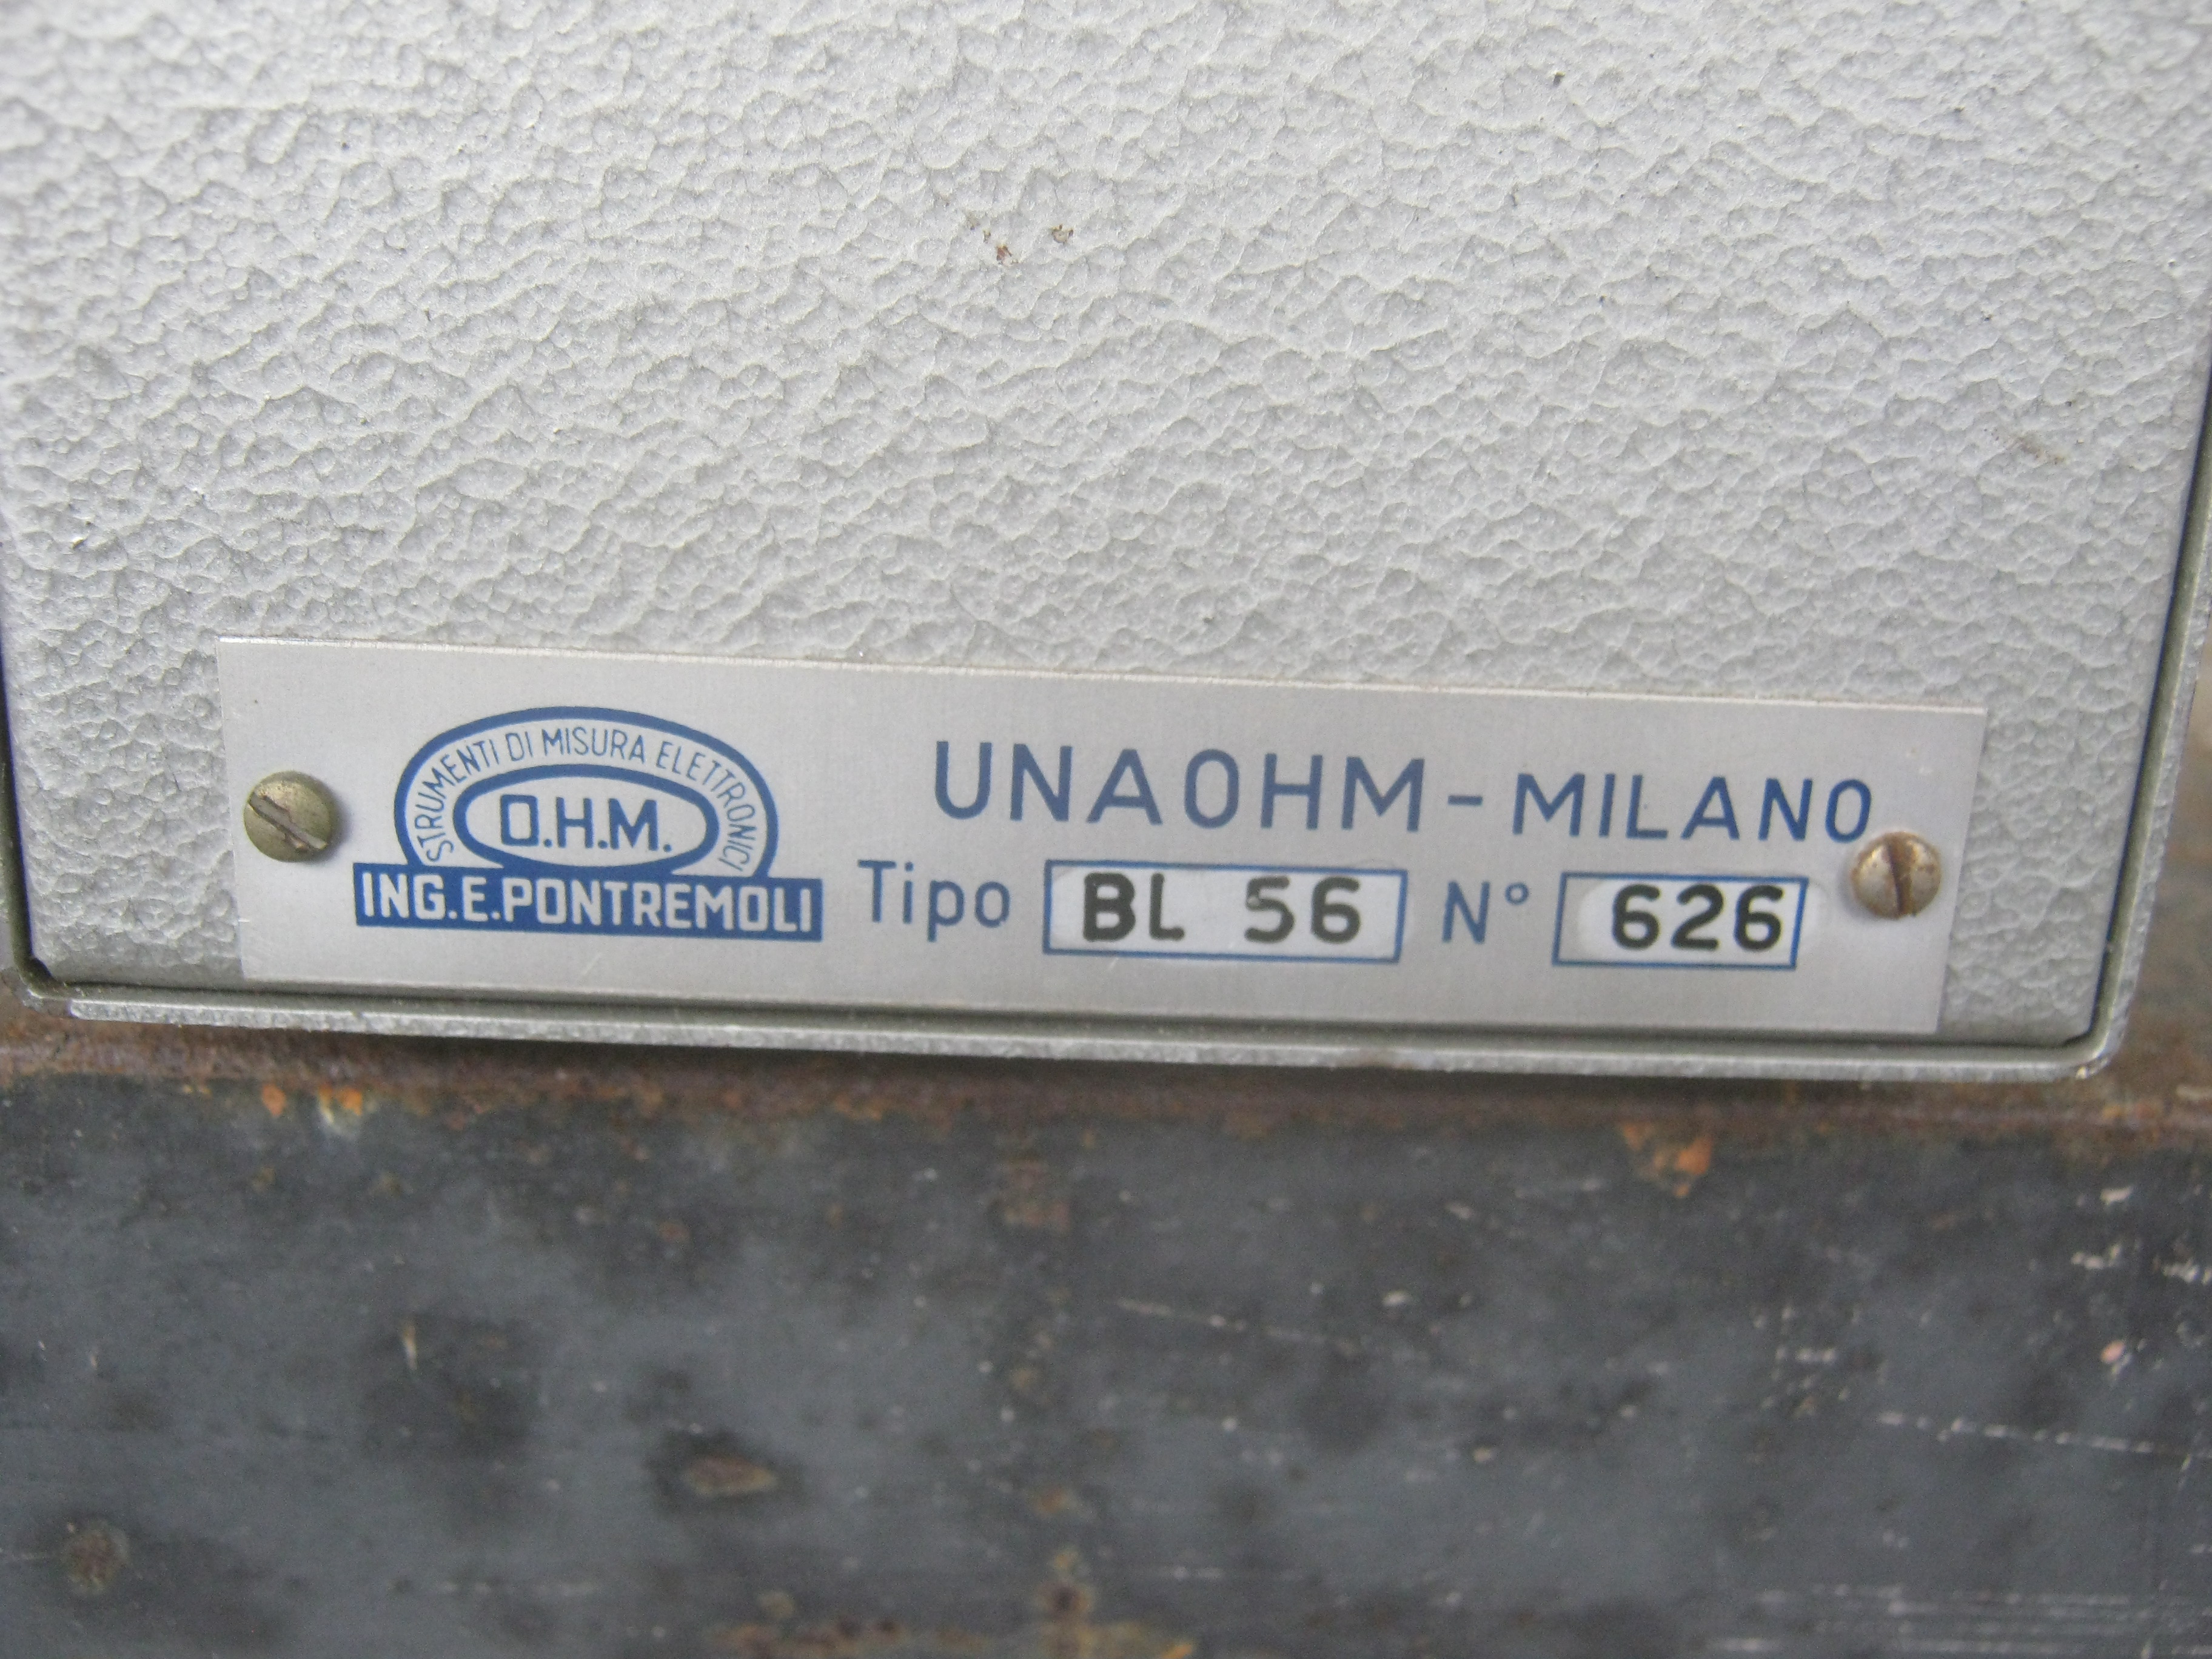 STRUMENTI DI MISURA ELETTRONICI
O.H.M.
ING.E.PONTREMOLI
UNAOHM-MILANO
Tipo BL 56 N° 626